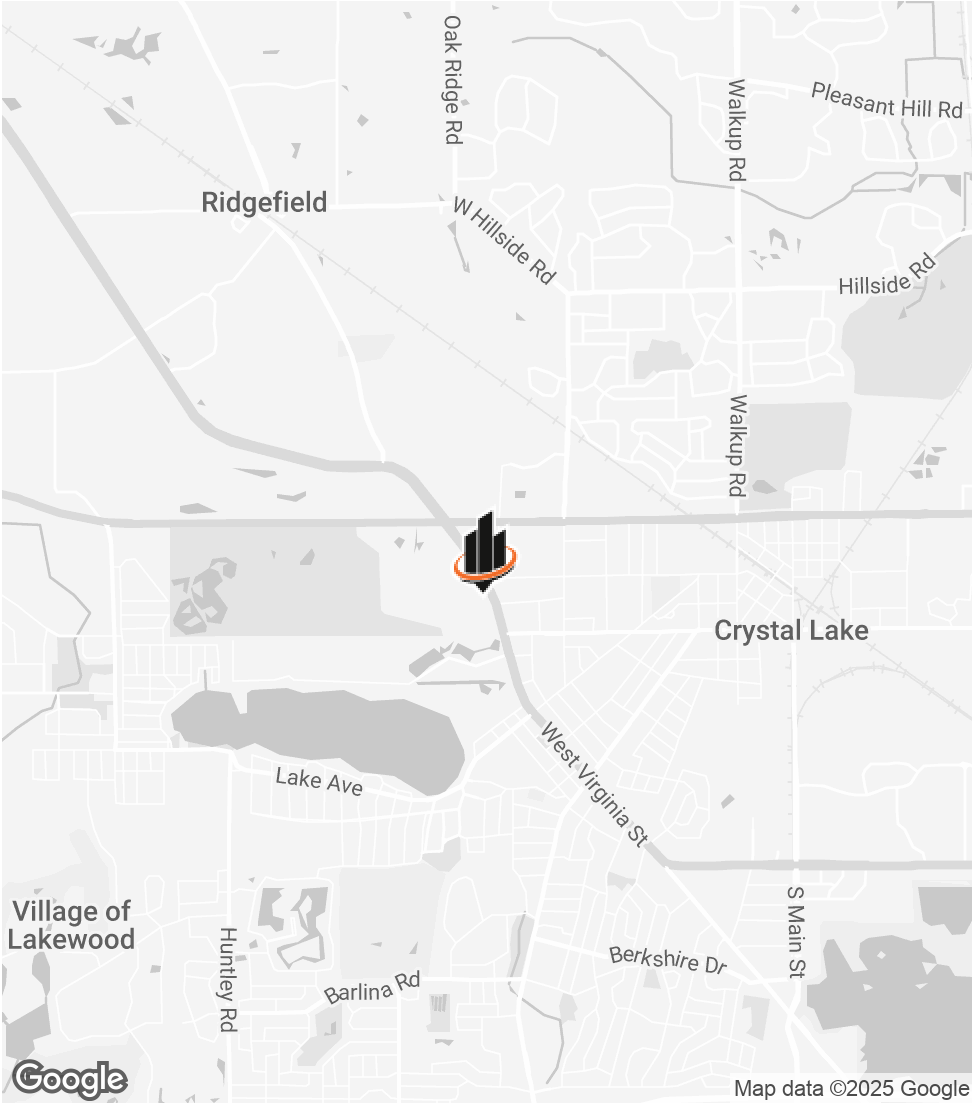 Oak Ridge Rd
Walkup Rd
Pleasant Hill Rd
Ridgefield
W Hillside Rd
Hillside Rd
Walkup Rd
Crystal Lake
West Virginia St
Lake Ave
Village of
Lakewood
Huntley Rd
Barlina Rd
Berkshire Dr
S Main St
Google
Map data ©2025 Google